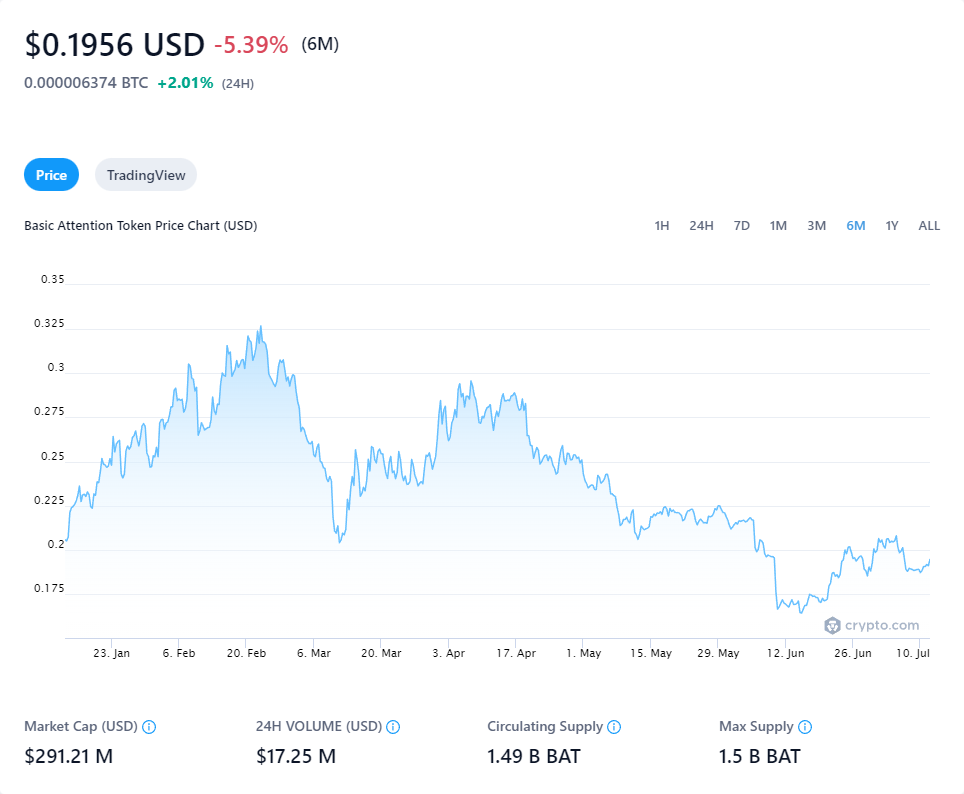 $0.1956 USD -5.39% (6M)
0.000006374 BTC +2.01% (24H)
Price TradingView
Basic Attention Token Price Chart (USD) 1H 24H 7D 1M 3M 6M 1Y ALL
0.35
0.325
0.3
0.275
0.25
0.225
0.2
0.175
crypto.com
23. Jan 6. Feb 20. Feb 6. Mar 20. Mar 3. Apr 17. Apr 1. May 15. May 29. May 12. Jun 26. Jun 10. Jul
Market Cap (USD) 24H VOLUME (USD) Circulating Supply Max Supply
$291.21 M $17.25 M 1.49 B BAT 1.5 B BAT